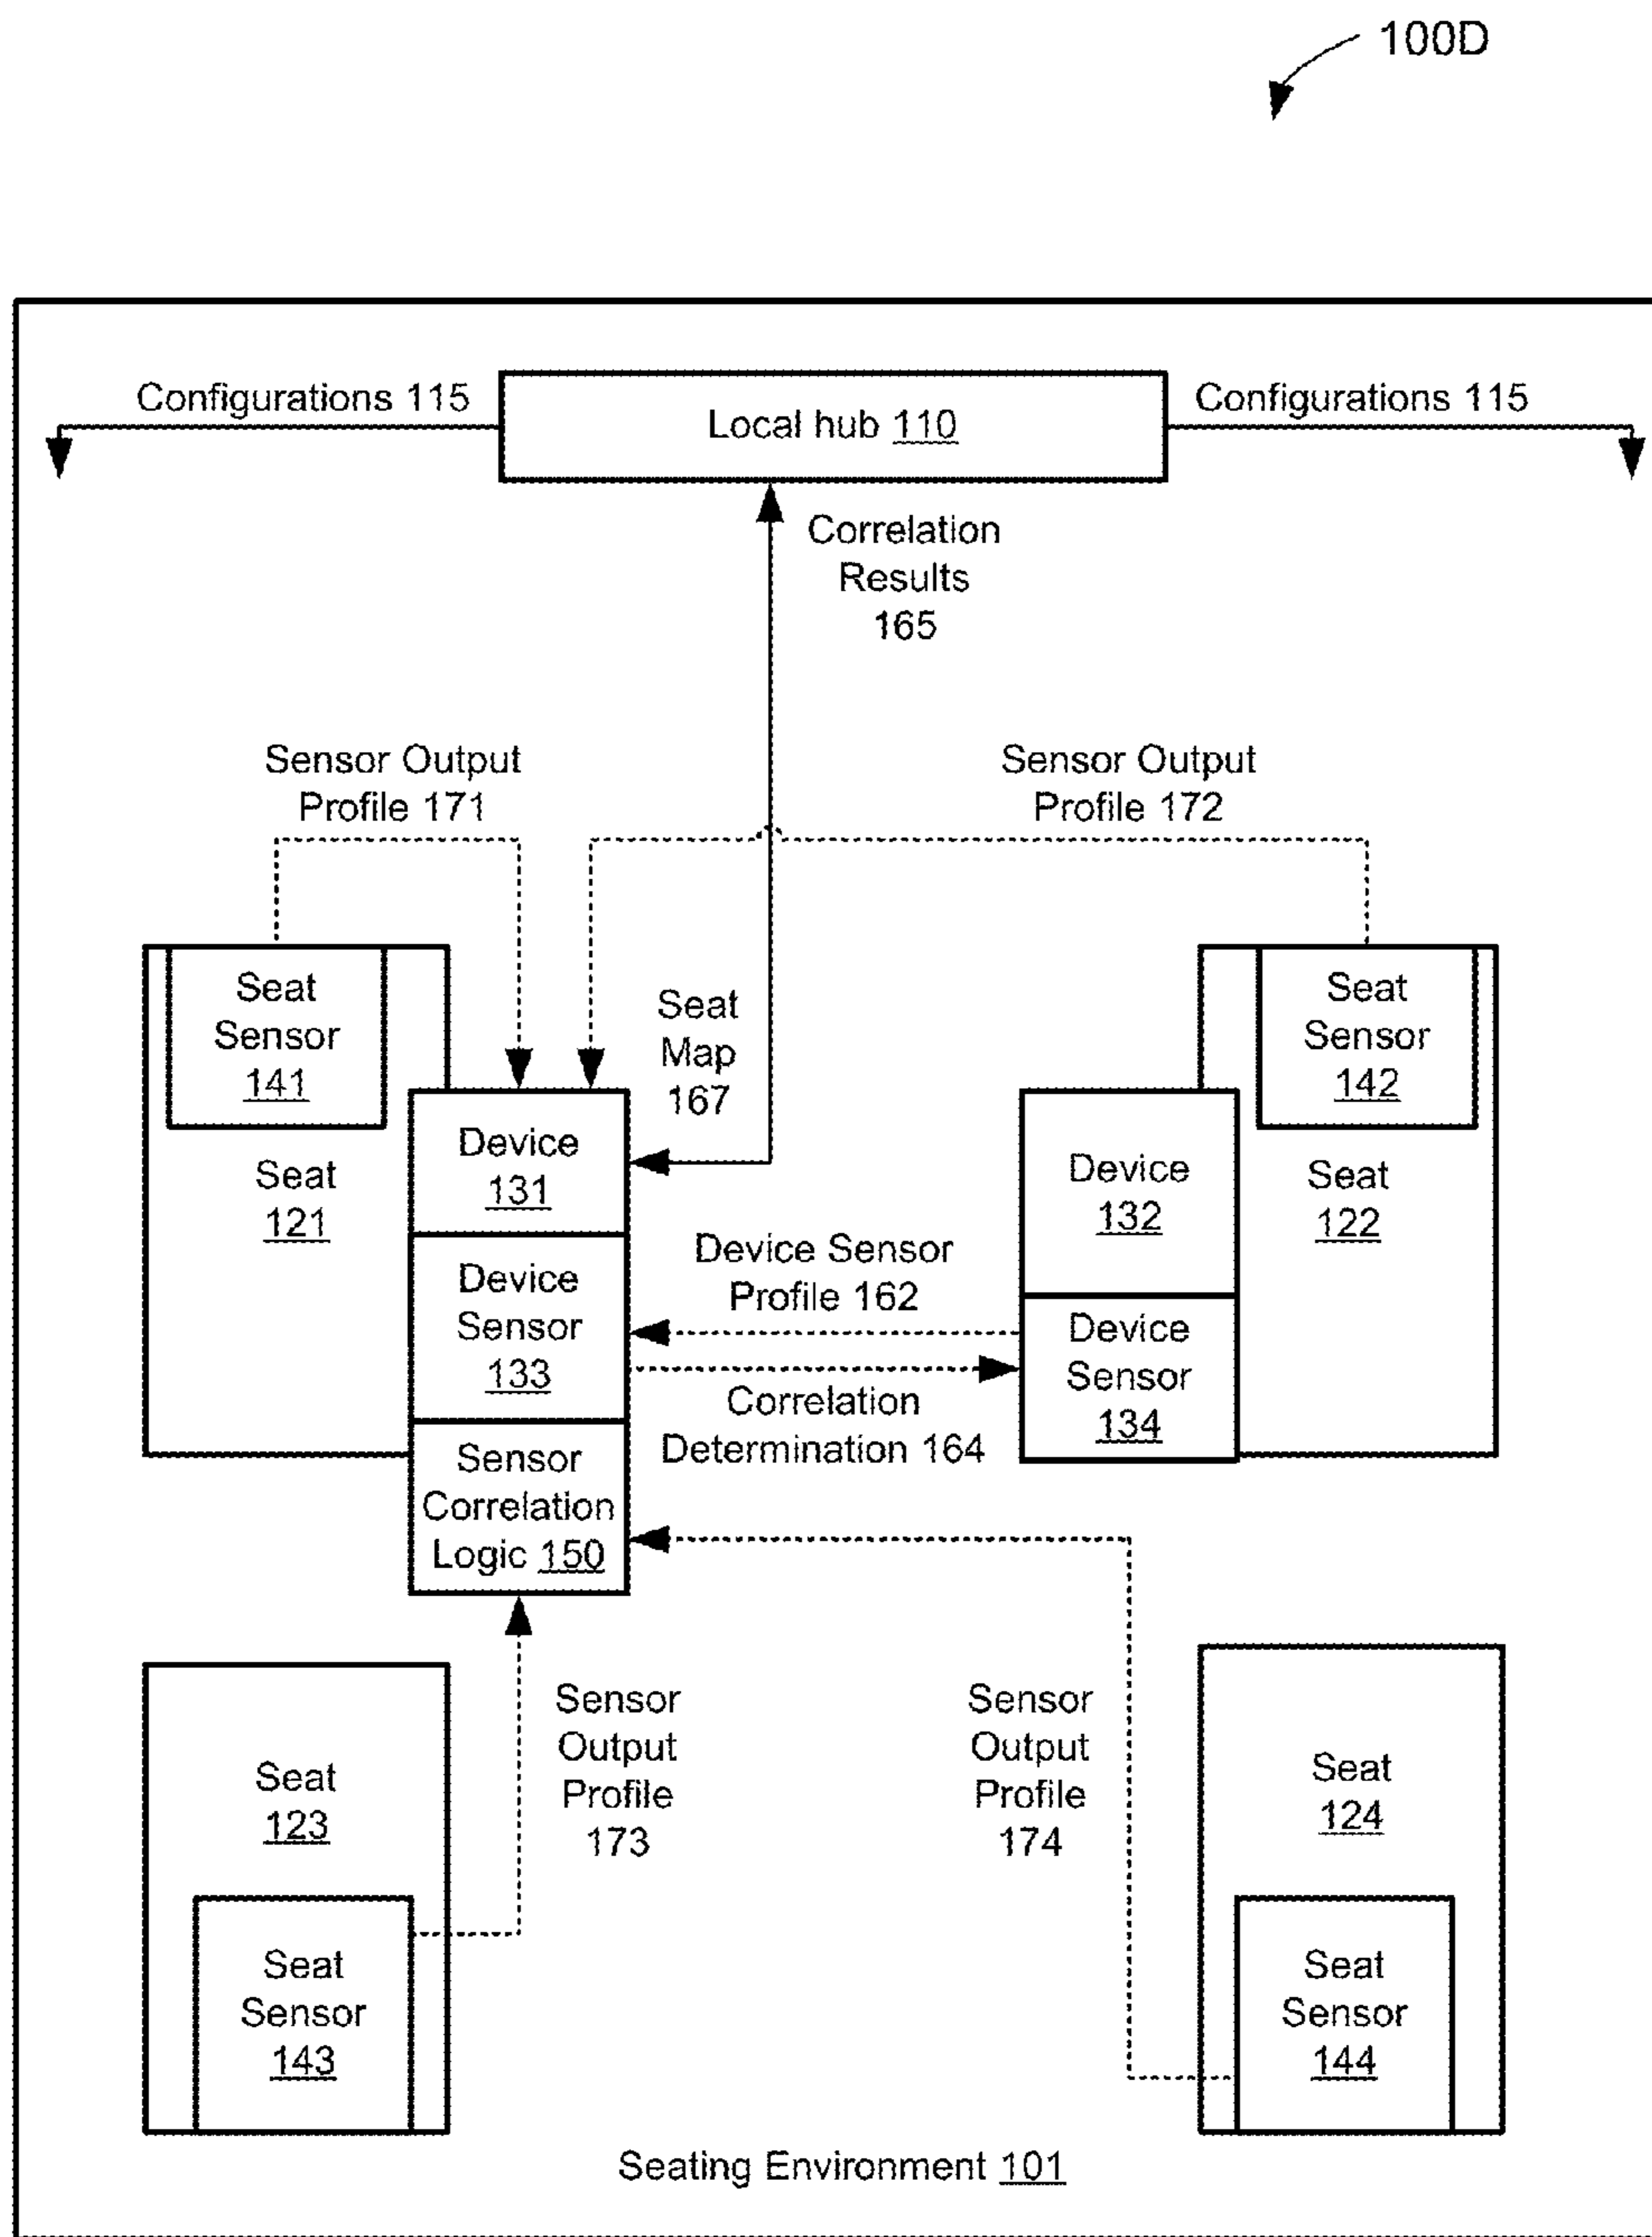 100D
Configurations 115
Local hub 110
Configurations 115
Correlation
Results
165
Sensor Output
Profile 171
Sensor Output
Profile 172
Seat
Sensor
141
Seat
121
Seat
Map
167
Device
131
Device
Sensor
133
Sensor
Correlation
Logic 150
Device Sensor
Profile 162
Correlation
Determination 164
Device
132
Device
Sensor
134
Seat
Sensor
142
Seat
122
Seat
123
Seat
Sensor
143
Sensor
Output
Profile
173
Sensor
Output
Profile
174
Seat
124
Seat
Sensor
144
Seating Environment 101